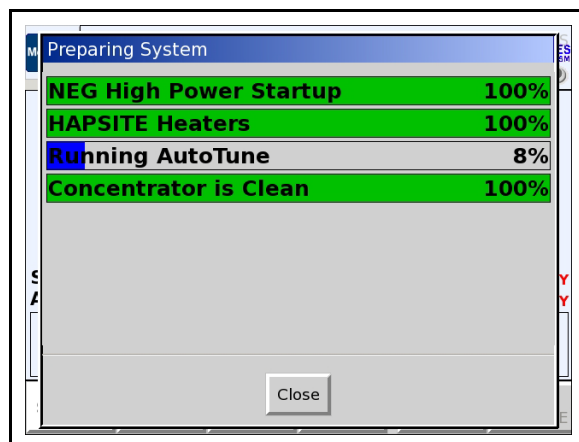 Preparing System
NEG High Power Startup 100%
HAPSITE Heaters 100%
Running AutoTune 8%
Concentrator is Clean 100%
Close